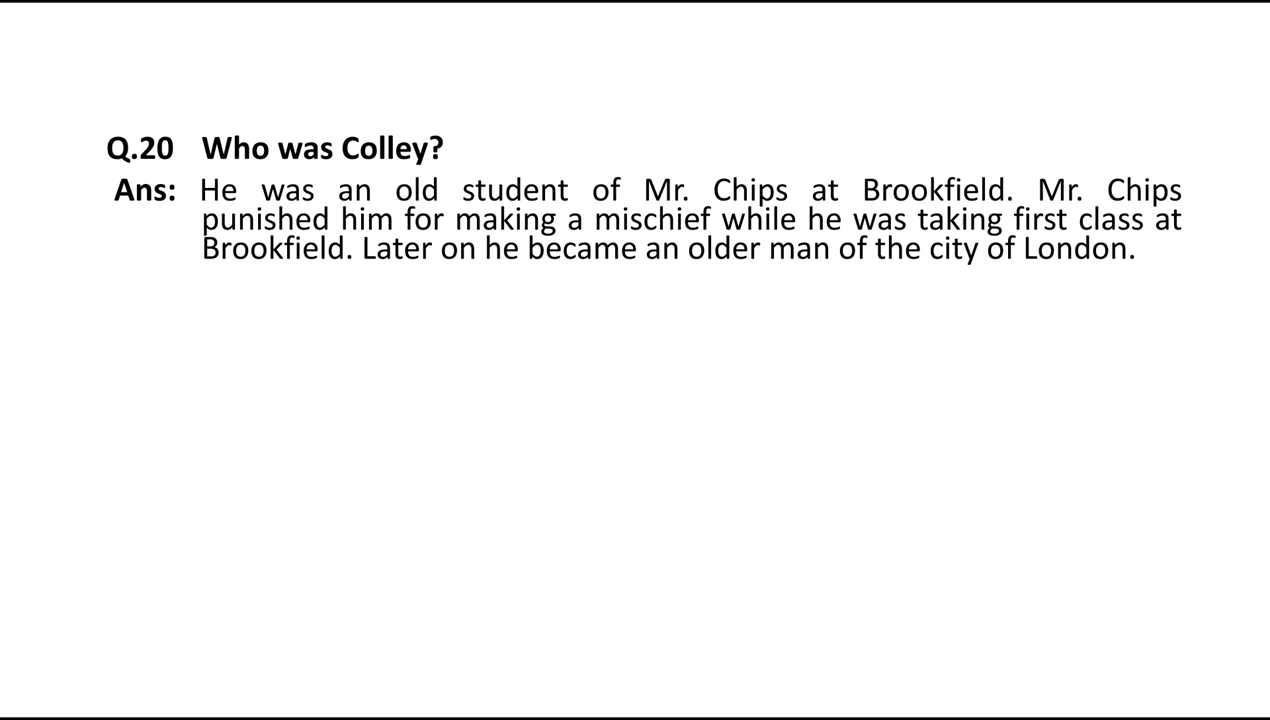 Q.20 Who was Colley?
Ans: He was an old student of Mr. Chips at Brookfield. Mr. Chips
punished him for making a mischief while he was taking first class at
Brookfield. Later on he became an older man of the city of London.